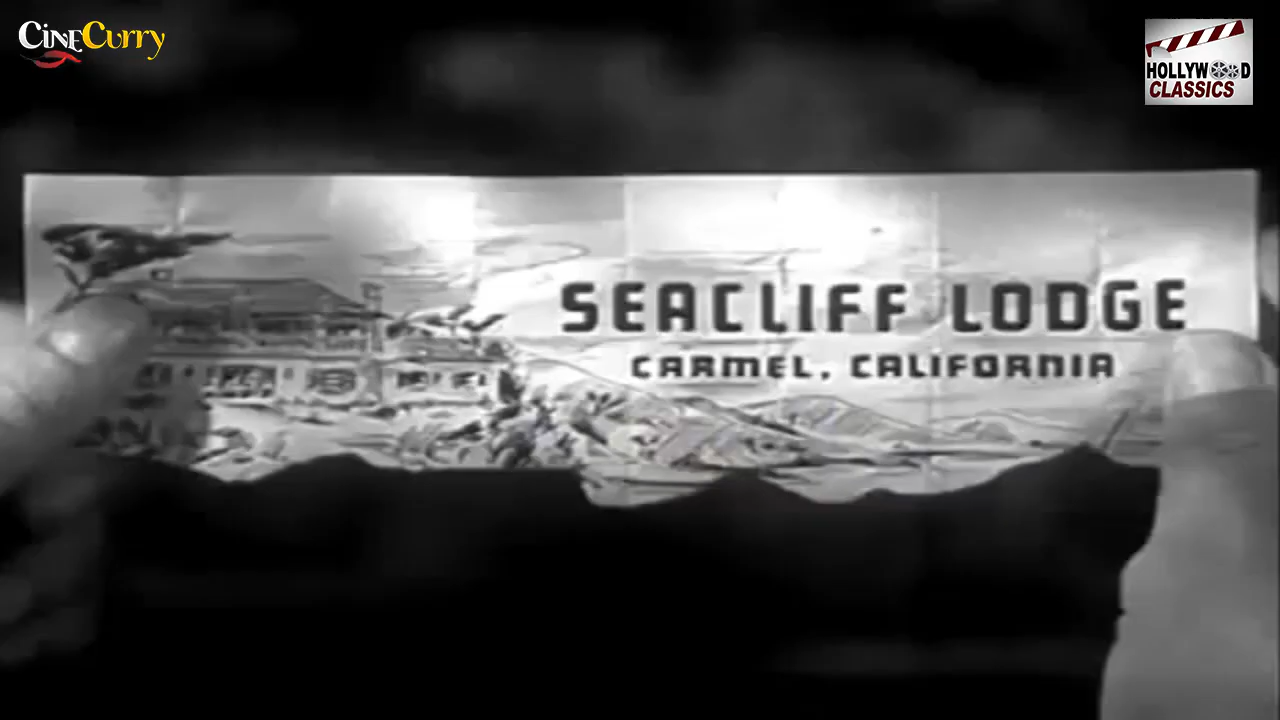 CINECURRY
HOLLYWOOD
CLASSICS
SEACLIFF LODGE
CARMEL, CALIFORNIA